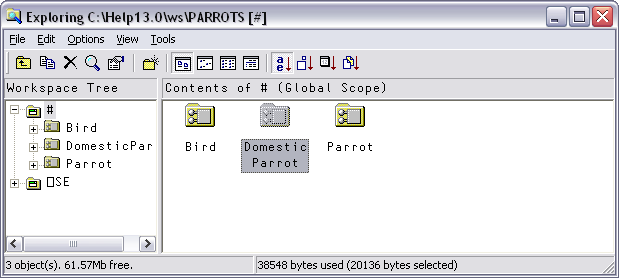 Exploring C:\Help13.0\ws\PARROTS [#]
File Edit Options View Tools
Workspace Tree
Contents of # (Global Scope)
#
Bird
DomesticPar
Parrot
⎕SE
Bird
Domestic
Parrot
Parrot
3 object(s). 61.57Mb free.
38548 bytes used (20136 bytes selected)